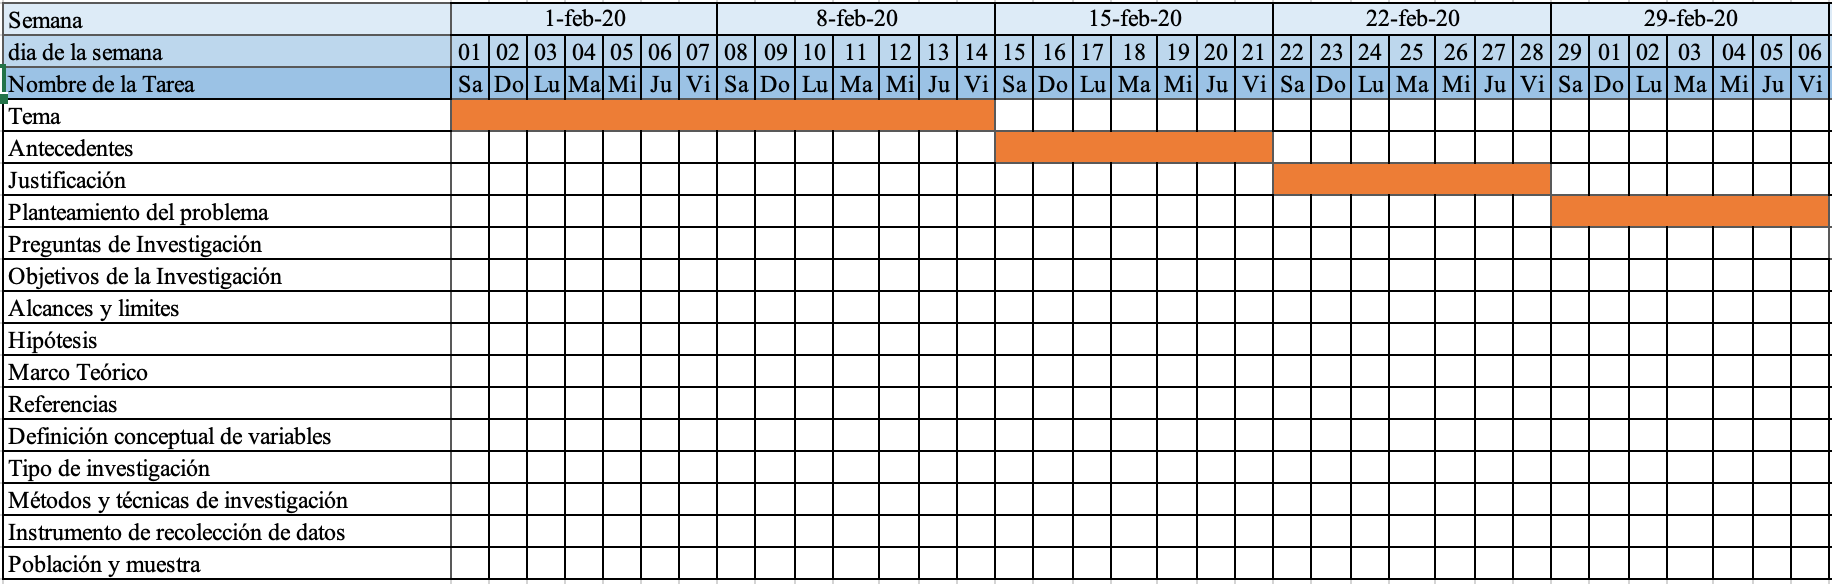 Semana 1-feb-20 8-feb-20 15-feb-20 22-feb-20 29-feb-20
dia de la semana 01 02 03 04 05 06 07 08 09 10 11 12 13 14 15 16 17 18 19 20 21 22 23 24 25 26 27 28 29 01 02 03 04 05 06
Nombre de la Tarea Sa Do Lu Ma Mi Ju Vi Sa Do Lu Ma Mi Ju Vi Sa Do Lu Ma Mi Ju Vi Sa Do Lu Ma Mi Ju Vi Sa Do Lu Ma Mi Ju Vi
Tema
Antecedentes
Justificación
Planteamiento del problema
Preguntas de Investigación
Objetivos de la Investigación
Alcances y limites
Hipótesis
Marco Teórico
Referencias
Definición conceptual de variables
Tipo de investigación
Métodos y técnicas de investigación
Instrumento de recolección de datos
Población y muestra